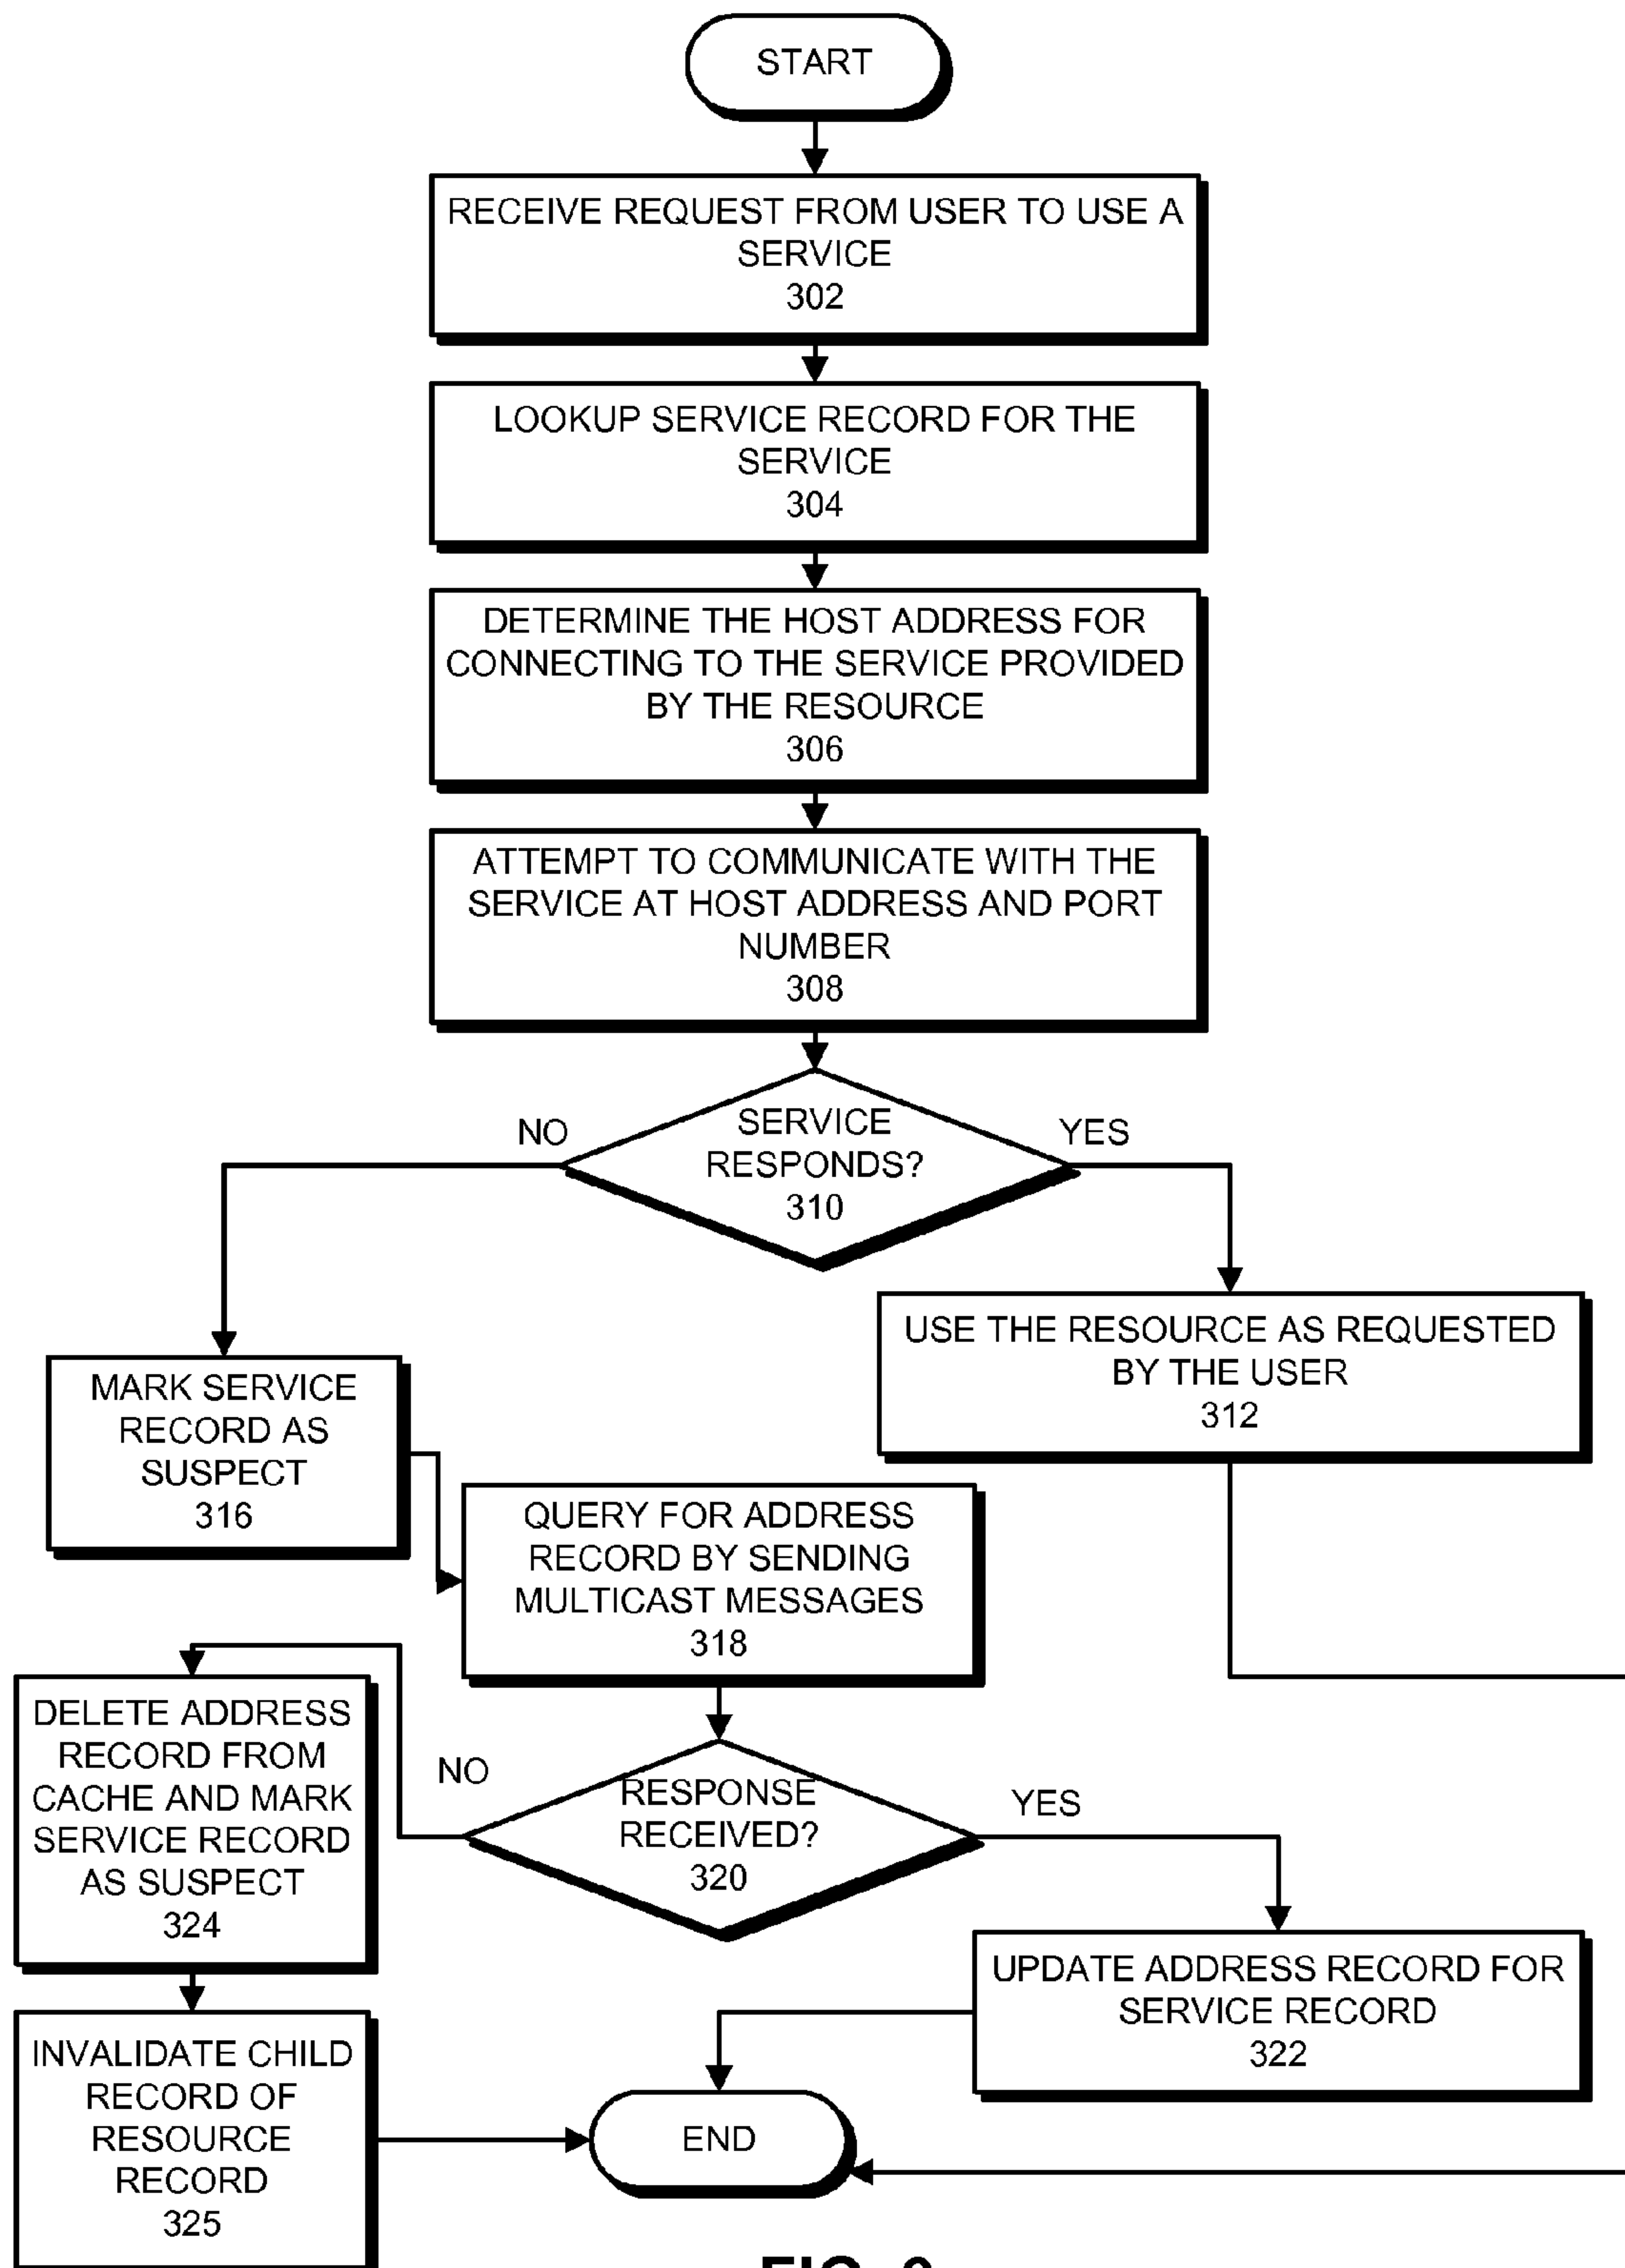 START
RECEIVE REQUEST FROM USER TO USE A
SERVICE
302
LOOKUP SERVICE RECORD FOR THE
SERVICE
304
DETERMINE THE HOST ADDRESS FOR
CONNECTING TO THE SERVICE PROVIDED
BY THE RESOURCE
306
ATTEMPT TO COMMUNICATE WITH THE
SERVICE AT HOST ADDRESS AND PORT
NUMBER
308
NO
YES
SERVICE
RESPONDS?
310
USE THE RESOURCE AS REQUESTED
BY THE USER
312
MARK SERVICE
RECORD AS
SUSPECT
316
QUERY FOR ADDRESS
RECORD BY SENDING
MULTICAST MESSAGES
318
NO
YES
RESPONSE
RECEIVED?
320
DELETE ADDRESS
RECORD FROM
CACHE AND MARK
SERVICE RECORD
AS SUSPECT
324
UPDATE ADDRESS RECORD FOR
SERVICE RECORD
322
INVALIDATE CHILD
RECORD OF
RESOURCE
RECORD
325
END
FIG.